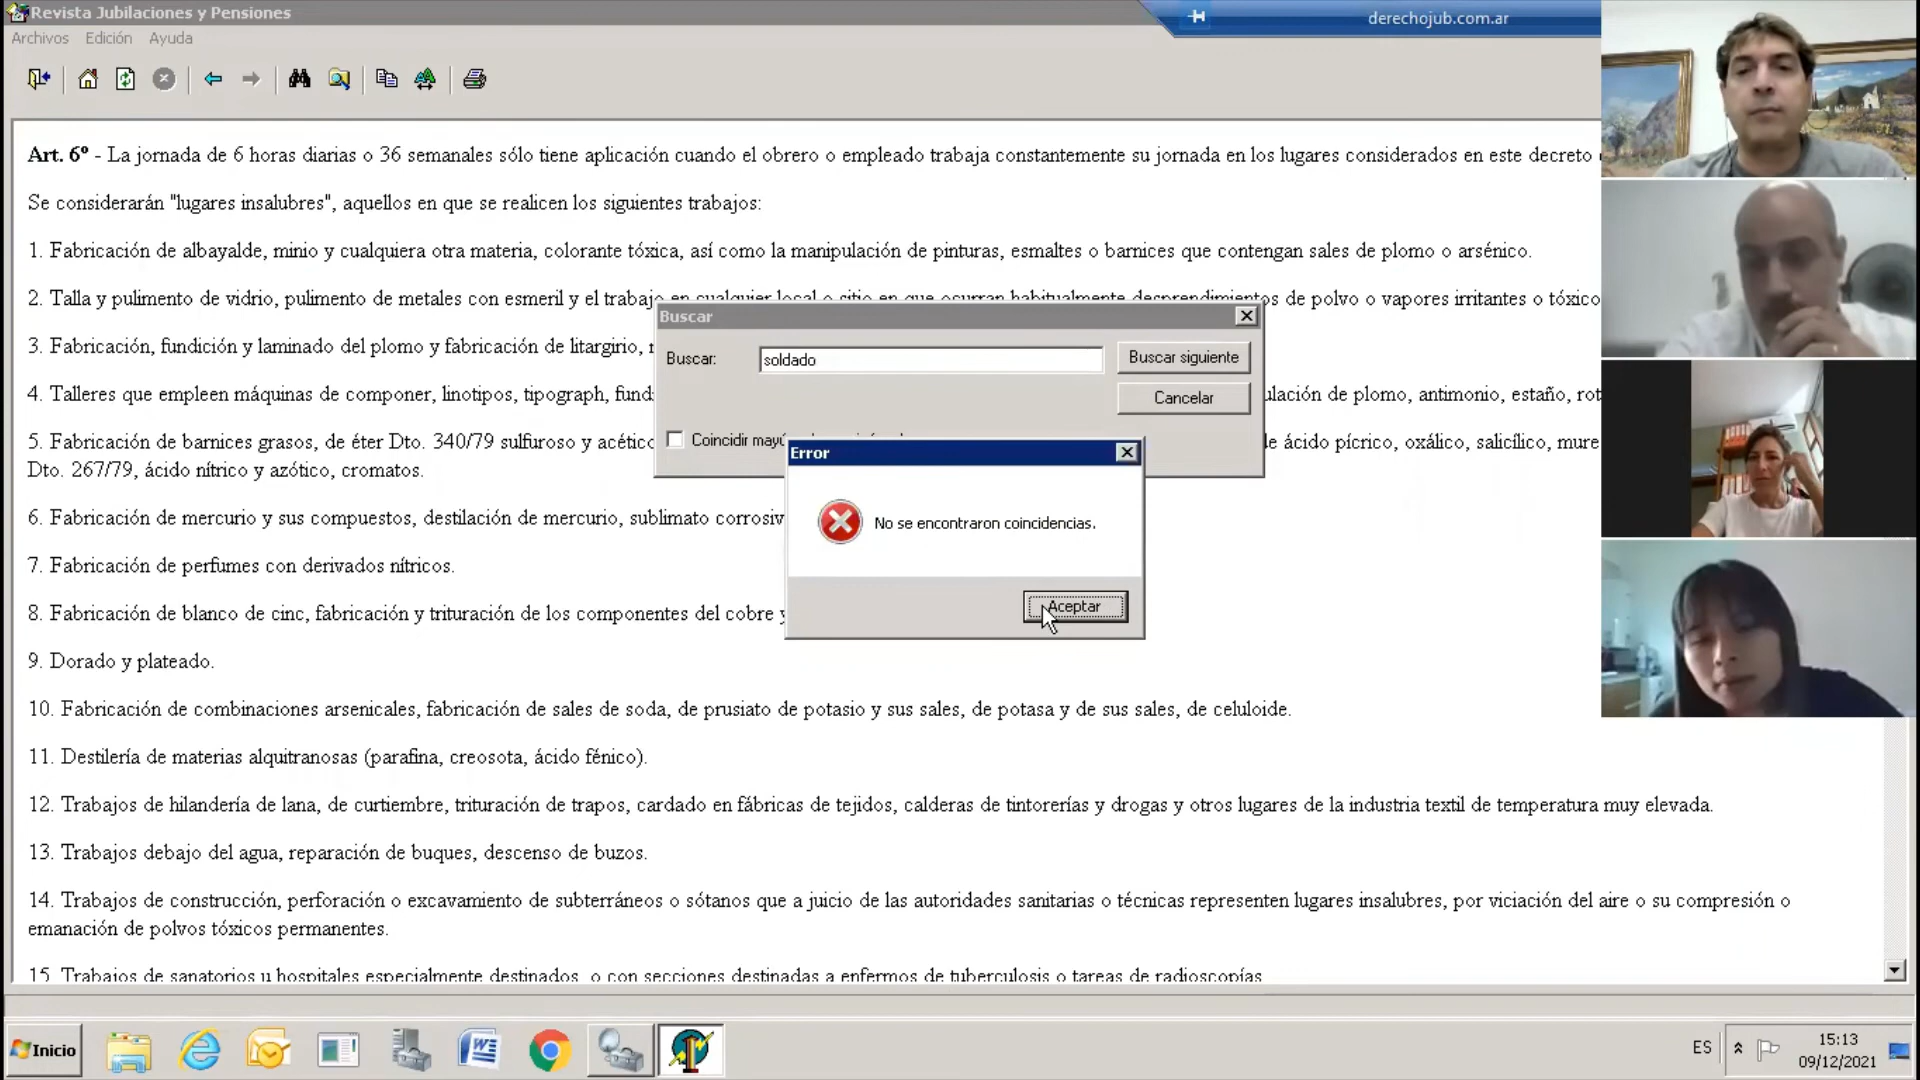 Revista Jubilaciones y Pensiones
derechojub.com.ar
Archivos Edición Ayuda
Art. 6º - La jornada de 6 horas diarias o 36 semanales sólo tiene aplicación cuando el obrero o empleado trabaja constantemente su jornada en los lugares considerados en este decreto
Se considerarán "lugares insalubres", aquellos en que se realicen los siguientes trabajos:
1. Fabricación de albayalde, minio y cualquiera otra materia, colorante tóxica, así como la manipulación de pinturas, esmaltes o barnices que contengan sales de plomo o arsénico.
2. Talla y pulimento de vidrio, pulimento de metales con esmeril y el trabajo en cualquier local o sitio en que ocurran habitualmente desprendimientos de polvo o vapores irritantes o tóxico
Buscar
3. Fabricación, fundición y laminado del plomo y fabricación de litargirio,
Buscar: soldado Buscar siguiente
4. Talleres que empleen máquinas de componer, linotipos, tipograph, fund
Cancelar
ulación de plomo, antimonio, estaño, rot
5. Fabricación de barnices grasos, de éter Dto. 340/79 sulfuroso y acético
Coincidir mayú
de ácido pícrico, oxálico, salicílico, mure
Dto. 267/79, ácido nítrico y azótico, cromatos.
Error
6. Fabricación de mercurio y sus compuestos, destilación de mercurio, sublimato corrosiv
No se encontraron coincidencias.
7. Fabricación de perfumes con derivados nítricos.
8. Fabricación de blanco de cinc, fabricación y trituración de los componentes del cobre y
Aceptar
9. Dorado y plateado.
10. Fabricación de combinaciones arsenicales, fabricación de sales de soda, de prusiato de potasio y sus sales, de potasa y de sus sales, de celuloide.
11. Destilería de materias alquitranosas (parafina, creosota, ácido fénico).
12. Trabajos de hilandería de lana, de curtiembre, trituración de trapos, cardado en fábricas de tejidos, calderas de tintorerías y drogas y otros lugares de la industria textil de temperatura muy elevada.
13. Trabajos debajo del agua, reparación de buques, descenso de buzos.
14. Trabajos de construcción, perforación o excavamiento de subterráneos o sótanos que a juicio de las autoridades sanitarias o técnicas representen lugares insalubres, por viciación del aire o su compresión o
emanación de polvos tóxicos permanentes.
15. Trabajos de sanatorios y hospitales especialmente destinados, o con secciones destinadas a enfermos de tuberculosis o tareas de radioscopías
Inicio
ES
15:13
09/12/2021